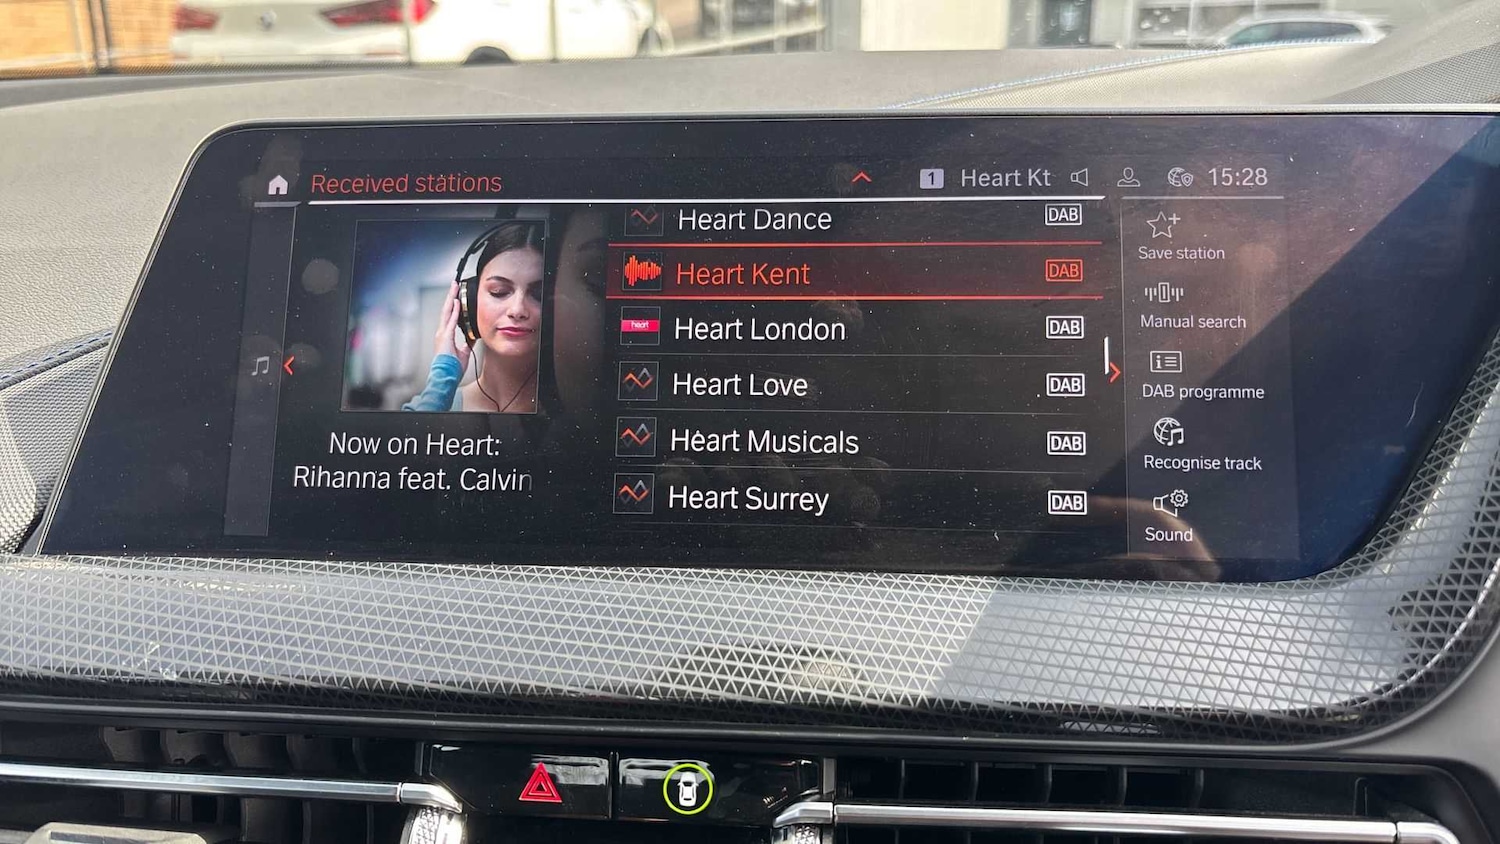 Received stations
1 Heart Kt 15:28
Heart Dance DAB
Heart Kent DAB
heart
Heart London DAB
Heart Love DAB
Heart Musicals DAB
Heart Surrey DAB
Now on Heart:
Rihanna feat. Calvin
Save station
Manual search
DAB programme
Recognise track
Sound